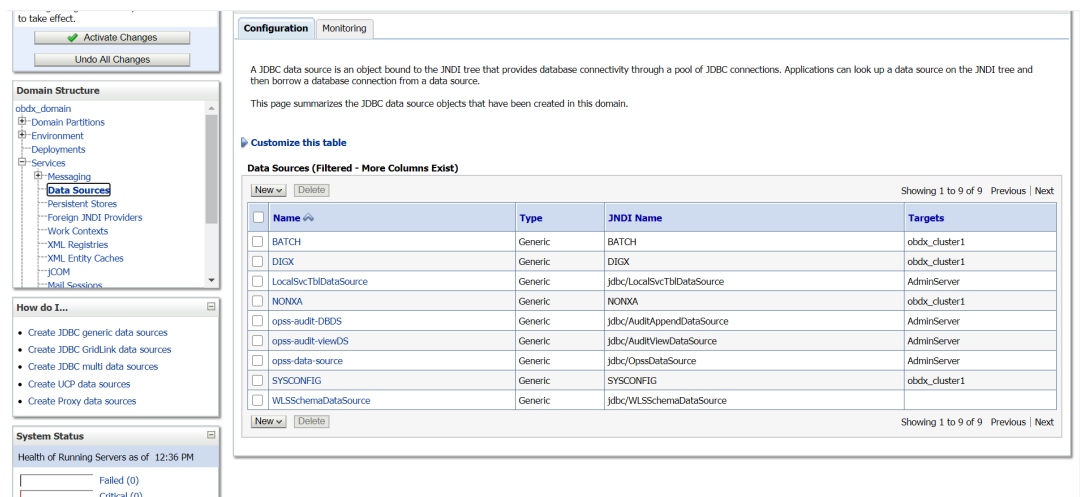 to take effect.
Activate Changes
Undo All Changes
Domain Structure
obdx_domain
Domain Partitions
Environment
Deployments
Services
Messaging
Data Sources
Persistent Stores
Foreign JNDI Providers
Work Contexts
XML Registries
XML Entity Caches
jCOM
Mail Sessions
How do I...
Create JDBC generic data sources
Create JDBC GridLink data sources
Create JDBC multi data sources
Create UCP data sources
Create Proxy data sources
System Status
Health of Running Servers as of 12:36 PM
Failed (0)
Critical (0)
Configuration Monitoring
A JDBC data source is an object bound to the JNDI tree that provides database connectivity through a pool of JDBC connections. Applications can look up a data source on the JNDI tree and
then borrow a database connection from a data source.
This page summarizes the JDBC data source objects that have been created in this domain.
Customize this table
Data Sources (Filtered - More Columns Exist)
New Delete Showing 1 to 9 of 9 Previous | Next
Name Type JNDI Name Targets
BATCH Generic BATCH obdx_cluster1
DIGX Generic DIGX obdx_cluster1
LocalSvcTblDataSource Generic jdbc/LocalSvcTblDataSource AdminServer
NONXA Generic NONXA obdx_cluster1
opss-audit-DBDS Generic jdbc/AuditAppendDataSource AdminServer
opss-audit-viewDS Generic jdbc/AuditViewDataSource AdminServer
opss-data-source Generic jdbc/OpssDataSource AdminServer
SYSCONFIG Generic SYSCONFIG obdx_cluster1
WLSSchemaDataSource Generic jdbc/WLSSchemaDataSource
New Delete Showing 1 to 9 of 9 Previous | Next